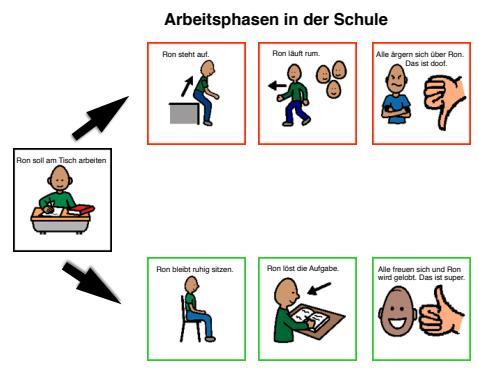 Arbeitsphasen in der Schule
Ron steht auf.
Ron läuft rum.
Alle ärgern sich über Ron.
Das ist doof.
Ron soll am Tisch arbeiten
Ron bleibt ruhig sitzen.
Ron löst die Aufgabe.
Alle freuen sich und Ron
wird gelobt. Das ist super.